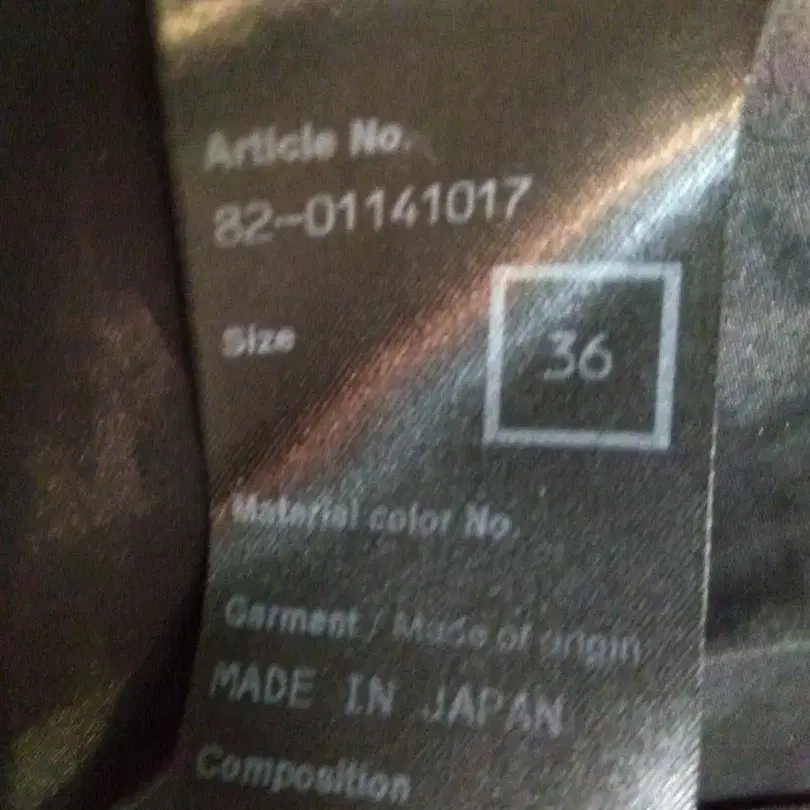 Article No.
82-01141017
Size
36
Material color No.
Garment / Made of origin
MADE IN JAPAN
Composition